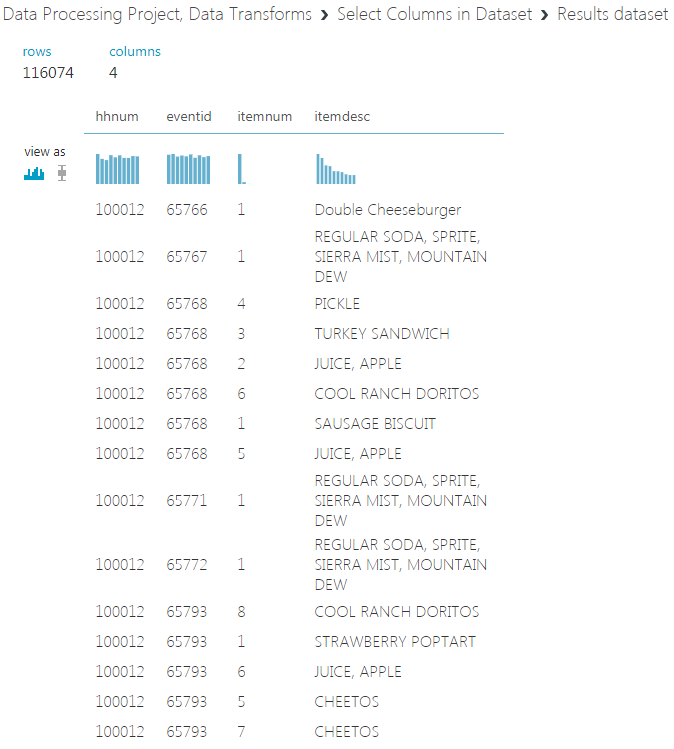 Data Processing Project, Data Transforms › Select Columns in Dataset › Results dataset
rows columns
116074 4
hhnum eventid itemnum itemdesc
view as
100012 65766 1 Double Cheeseburger
REGULAR SODA, SPRITE,
100012 65767 1 SIERRA MIST, MOUNTAIN
DEW
100012 65768 4 PICKLE
100012 65768 3 TURKEY SANDWICH
100012 65768 2 JUICE, APPLE
100012 65768 6 COOL RANCH DORITOS
100012 65768 1 SAUSAGE BISCUIT
100012 65768 5 JUICE, APPLE
REGULAR SODA, SPRITE,
100012 65771 1 SIERRA MIST, MOUNTAIN
DEW
REGULAR SODA, SPRITE,
100012 65772 1 SIERRA MIST, MOUNTAIN
DEW
100012 65793 8 COOL RANCH DORITOS
100012 65793 1 STRAWBERRY POPTART
100012 65793 6 JUICE, APPLE
100012 65793 5 CHEETOS
100012 65793 7 CHEETOS